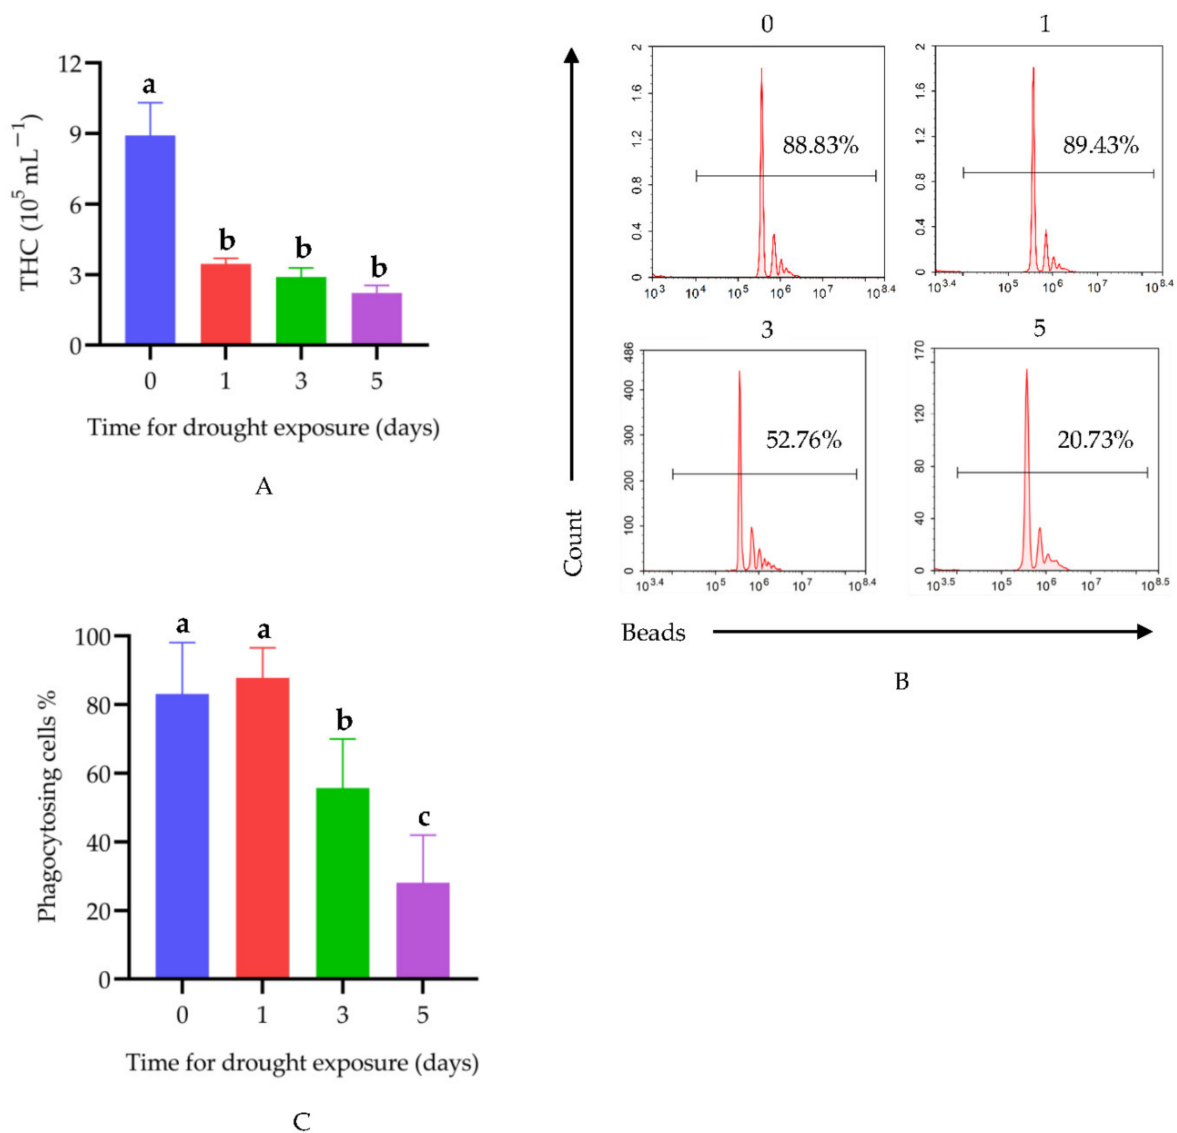 12
9
6
3
0
THC (10⁵ mL⁻¹)
a
b
b
b
0 1 3 5
Time for drought exposure (days)
A
0
2
1.6
1.2
0.8
0.4
0
88.83%
10³ 10⁴ 10⁵ 10⁶ 10⁷ 10⁸·⁴
1
2
1.6
1.2
0.8
0.4
0
89.43%
10³·⁴ 10⁵ 10⁶ 10⁷ 10⁸·⁴
3
486
400
300
200
100
0
52.76%
10³·⁴ 10⁵ 10⁶ 10⁷ 10⁸·⁴
5
170
120
80
40
0
20.73%
10³·⁵ 10⁵ 10⁶ 10⁷ 10⁸·⁵
Count
Beads
B
100
80
60
40
20
0
Phagocytosing cells %
a
a
b
c
0 1 3 5
Time for drought exposure (days)
C